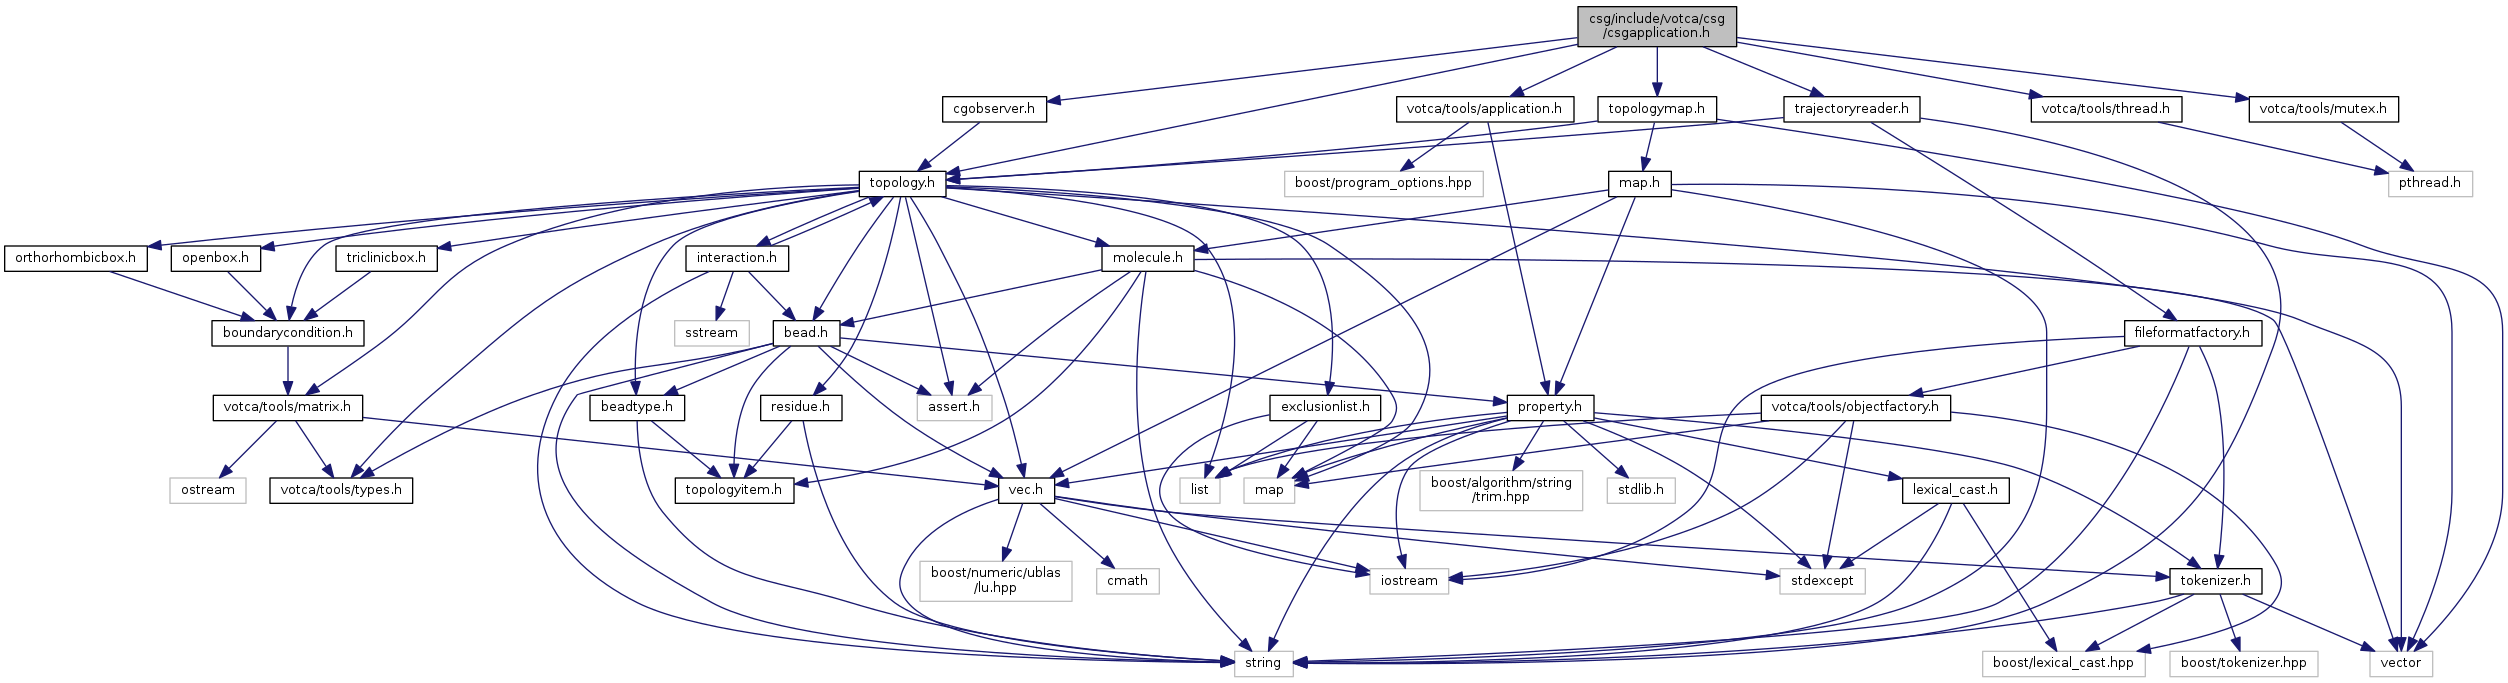 csg/include/votca/csg
/csgapplication.h
cgobserver.h
votca/tools/application.h
topologymap.h
trajectoryreader.h
votca/tools/thread.h
votca/tools/mutex.h
topology.h
boost/program_options.hpp
map.h
pthread.h
orthorhombicbox.h
openbox.h
triclinicbox.h
interaction.h
molecule.h
boundarycondition.h
sstream
bead.h
fileformatfactory.h
votca/tools/matrix.h
beadtype.h
residue.h
assert.h
exclusionlist.h
property.h
votca/tools/objectfactory.h
ostream
votca/tools/types.h
topologyitem.h
vec.h
list
map
boost/algorithm/string
/trim.hpp
stdlib.h
lexical_cast.h
boost/numeric/ublas
/lu.hpp
cmath
iostream
stdexcept
tokenizer.h
string
boost/lexical_cast.hpp
boost/tokenizer.hpp
vector